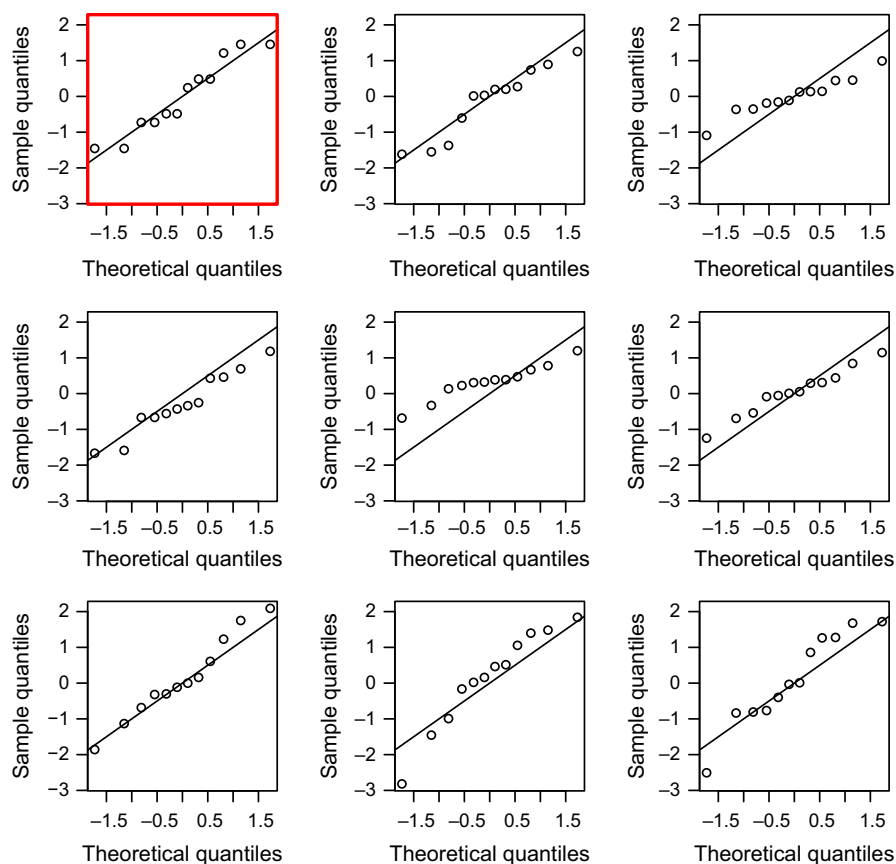 2 2 2
1 1 1
0 0 0
–1 –1 –1
–2 –2 –2
–3 –3 –3
Sample quantiles Sample quantiles Sample quantiles
–1.5 –0.5 0.5 1.5 –1.5 –0.5 0.5 1.5 –1.5 –0.5 0.5 1.5
Theoretical quantiles Theoretical quantiles Theoretical quantiles
2 2 2
1 1 1
0 0 0
–1 –1 –1
–2 –2 –2
–3 –3 –3
Sample quantiles Sample quantiles Sample quantiles
–1.5 –0.5 0.5 1.5 –1.5 –0.5 0.5 1.5 –1.5 –0.5 0.5 1.5
Theoretical quantiles Theoretical quantiles Theoretical quantiles
2 2 2
1 1 1
0 0 0
–1 –1 –1
–2 –2 –2
–3 –3 –3
Sample quantiles Sample quantiles Sample quantiles
–1.5 –0.5 0.5 1.5 –1.5 –0.5 0.5 1.5 –1.5 –0.5 0.5 1.5
Theoretical quantiles Theoretical quantiles Theoretical quantiles